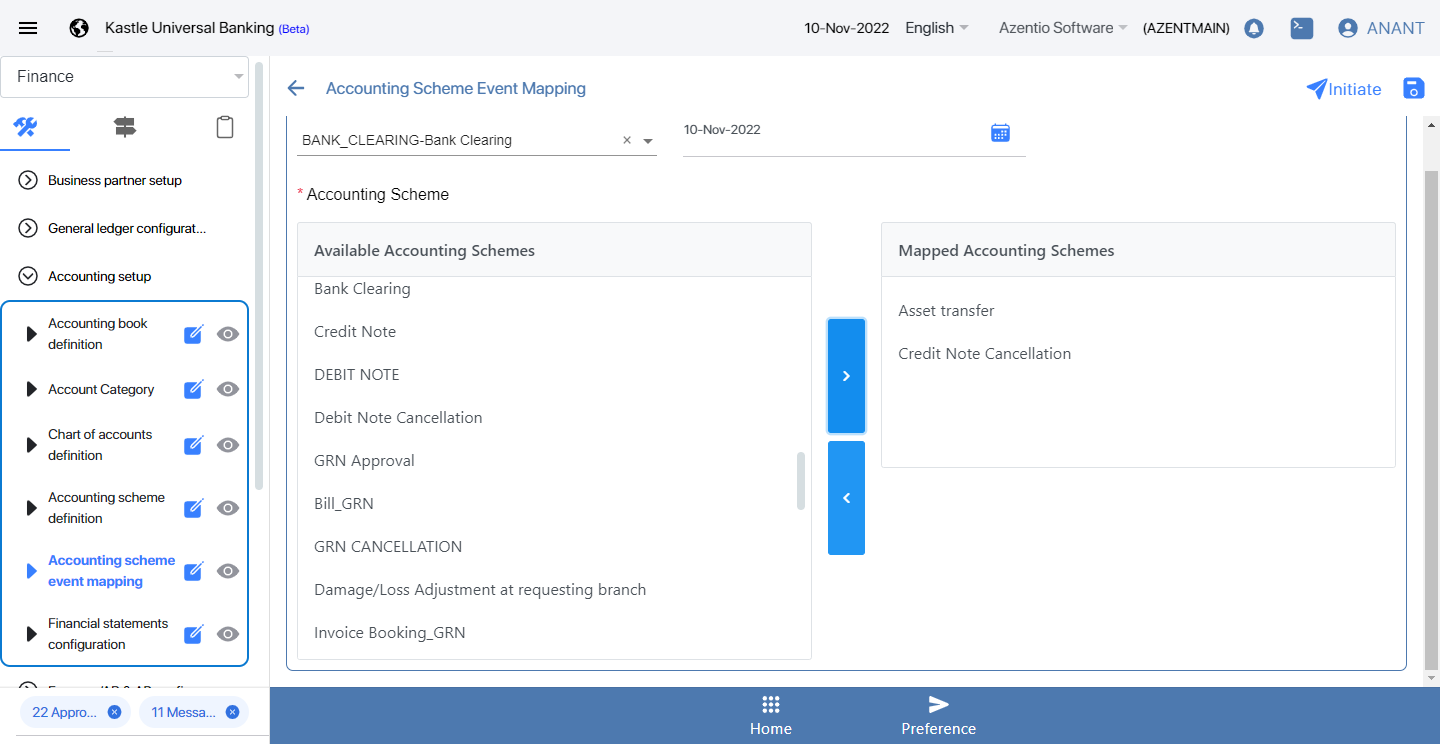 Kastle Universal Banking (Beta)
10-Nov-2022
English
Azentio Software
(AZENTMAIN)
ANANT
Finance
Accounting Scheme Event Mapping
Initiate
BANK_CLEARING-Bank Clearing
×
10-Nov-2022
* Accounting Scheme
Business partner setup
General ledger configurat...
Accounting setup
Accounting book
definition
Account Category
Chart of accounts
definition
Accounting scheme
definition
Accounting scheme
event mapping
Financial statements
configuration
22 Appro...
11 Messa...
Available Accounting Schemes
Bank Clearing
Credit Note
DEBIT NOTE
Debit Note Cancellation
GRN Approval
Bill_GRN
GRN CANCELLATION
Damage/Loss Adjustment at requesting branch
Invoice Booking_GRN
Mapped Accounting Schemes
Asset transfer
Credit Note Cancellation
Home
Preference